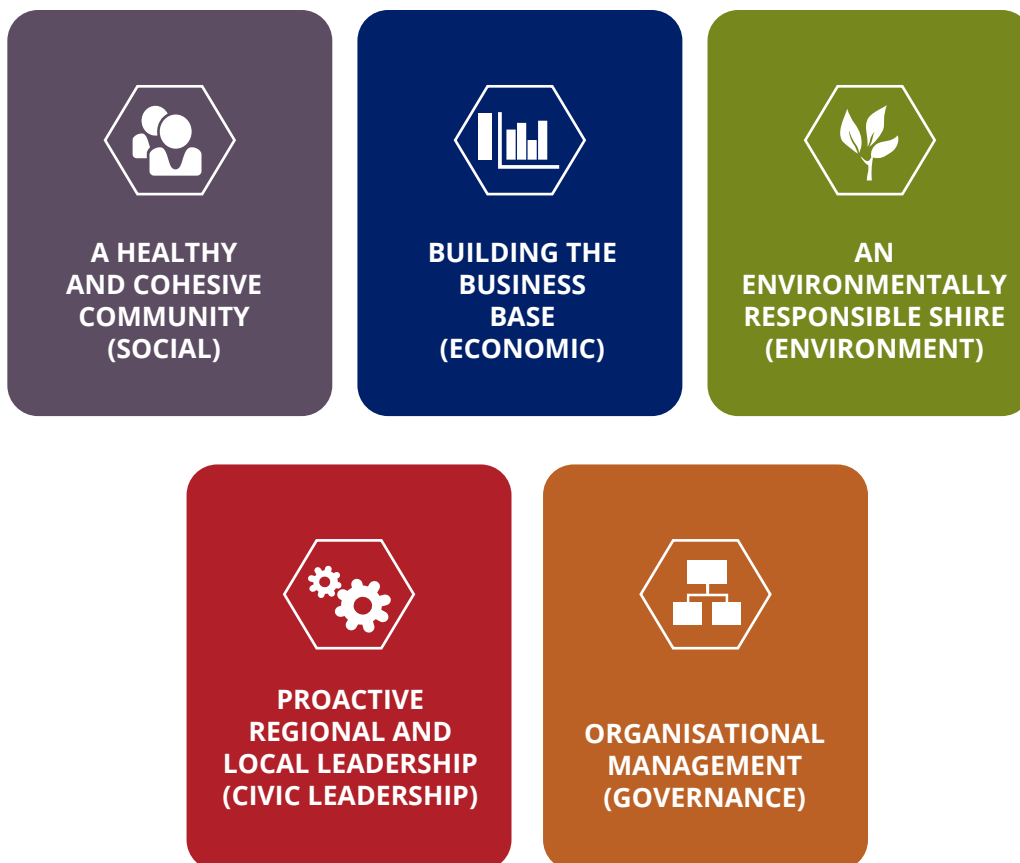 A HEALTHY
AND COHESIVE
COMMUNITY
(SOCIAL)
BUILDING THE
BUSINESS
BASE
(ECONOMIC)
AN
ENVIRONMENTALLY
RESPONSIBLE SHIRE
(ENVIRONMENT)
PROACTIVE
REGIONAL AND
LOCAL LEADERSHIP
(CIVIC LEADERSHIP)
ORGANISATIONAL
MANAGEMENT
(GOVERNANCE)